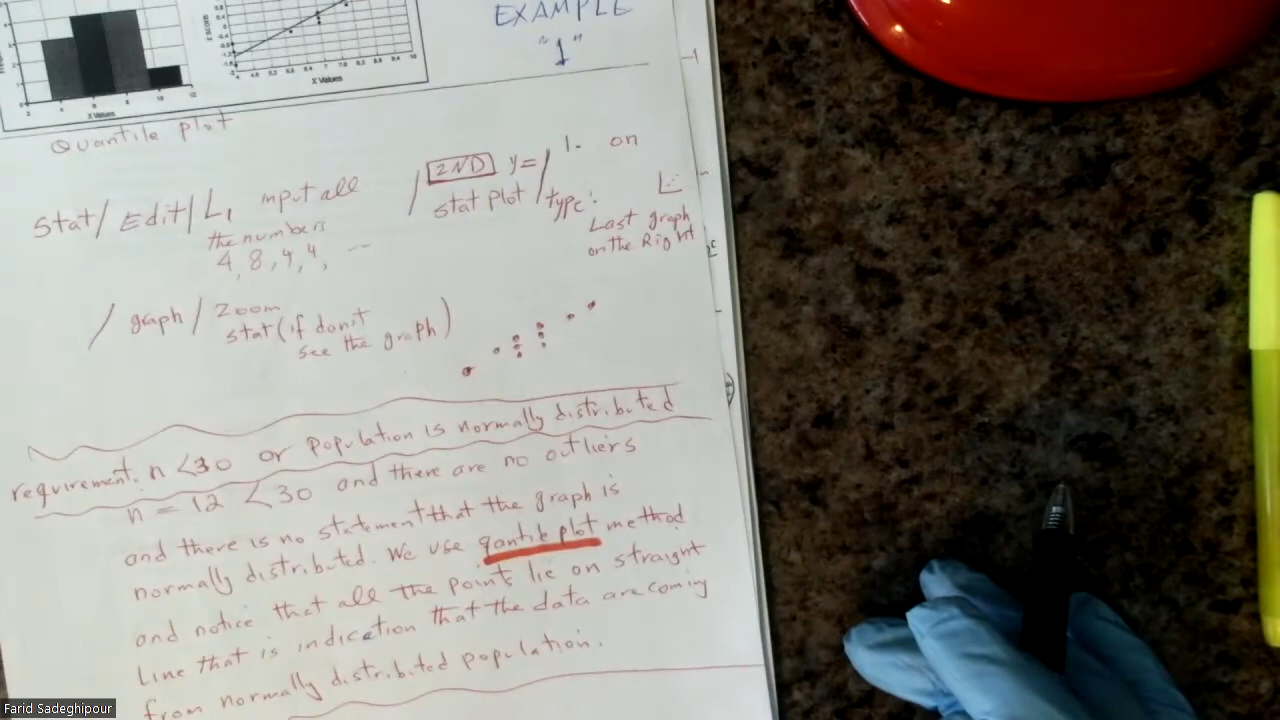 EXAMPLE
"1"
X Values
X Values
Quantile plot
Stat/ Edit/ L1 input all
the numbers
4, 8, 4, 4, ...
/ 2ND y= / 1. on
stat plot / type:
Last graph
on the Right
/ graph / Zoom
stat (if don't
see the graph)
requirement: n <30 or population is normally distributed
n = 12 <30 and there are no outliers
and there is no statement that the graph is
normally distributed. We use qantile plot method
and notice that all the points lie on straight
line that is indication that the data are coming
from normally distributed population.
Farid Sadeghipour